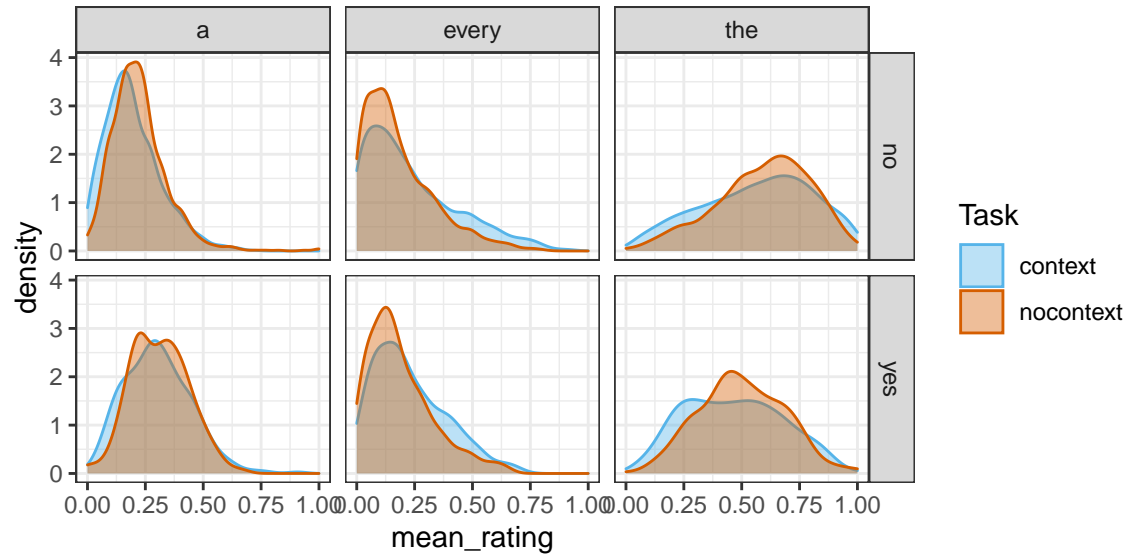 a every the
4
3
2
1
0
no
4
3
2
1
0
yes
density
0.00 0.25 0.50 0.75 1.00 0.00 0.25 0.50 0.75 1.00 0.00 0.25 0.50 0.75 1.00
mean_rating
Task
context
nocontext